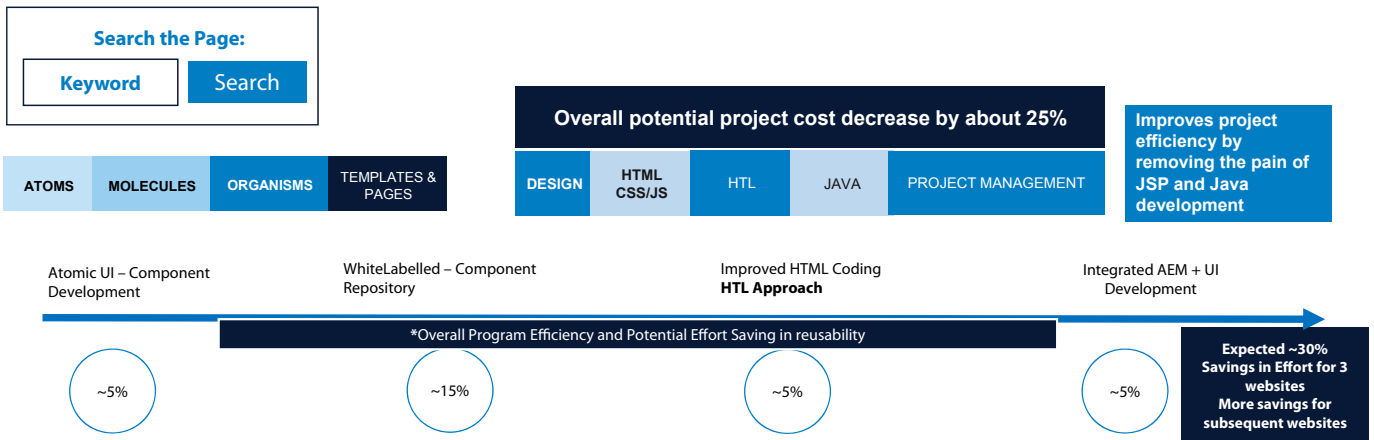 Search the Page:
Keyword
Search
Overall potential project cost decrease by about 25%
Improves project
efficiency by
removing the pain of
JSP and Java
development
ATOMS
MOLECULES
ORGANISMS
TEMPLATES &
PAGES
DESIGN
HTML
CSS/JS
HTL
JAVA
PROJECT MANAGEMENT
Atomic UI – Component
Development
WhiteLabelled – Component
Repository
Improved HTML Coding
HTL Approach
Integrated AEM + UI
Development
*Overall Program Efficiency and Potential Effort Saving in reusability
~5%
~15%
~5%
~5%
Expected ~30%
Savings in Effort for 3
websites
More savings for
subsequent websites